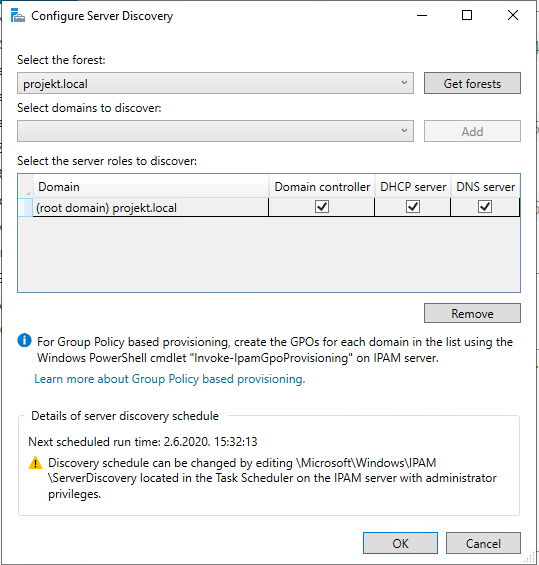 Configure Server Discovery
Select the forest:
projekt.local
Get forests
Select domains to discover:
Add
Select the server roles to discover:
Domain Domain controller DHCP server DNS server
(root domain) projekt.local
Remove
For Group Policy based provisioning, create the GPOs for each domain in the list using the
Windows PowerShell cmdlet "Invoke-IpamGpoProvisioning" on IPAM server.
Learn more about Group Policy based provisioning.
Details of server discovery schedule
Next scheduled run time: 2.6.2020. 15:32:13
Discovery schedule can be changed by editing \Microsoft\Windows\IPAM
\ServerDiscovery located in the Task Scheduler on the IPAM server with administrator
privileges.
OK
Cancel